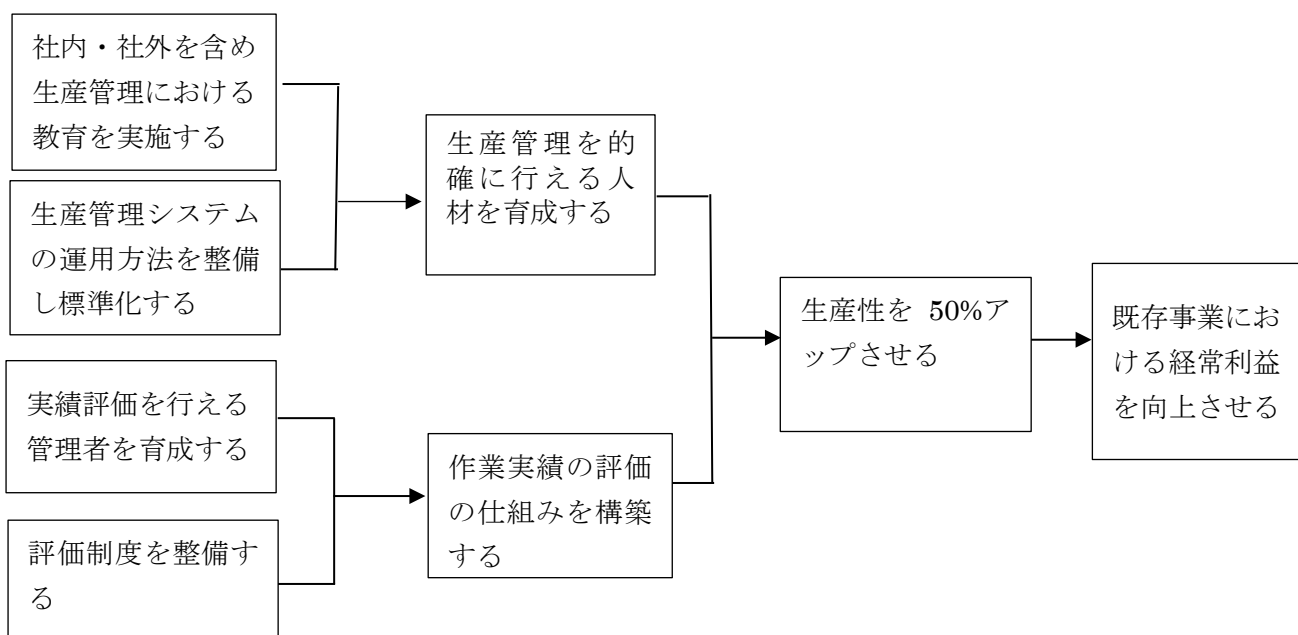 社内・社外を含め
生産管理における
教育を実施する
生産管理システム
の運用方法を整備
し標準化する
実績評価を行える
管理者を育成する
評価制度を整備す
る
生産管理を的
確に行える人
材を育成する
作業実績の評価
の仕組みを構築
する
生産性を 50%ア
ップさせる
既存事業にお
ける経常利益
を向上させる